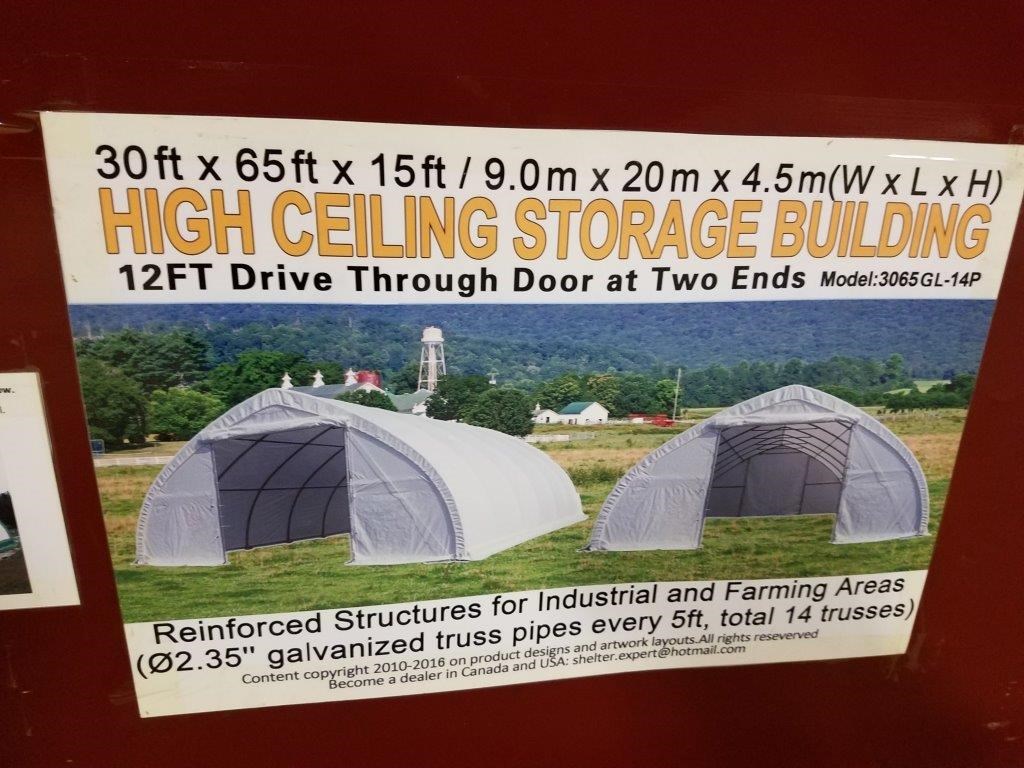 30ft x 65ft x 15ft / 9.0m x 20m x 4.5m(W x L x H)
HIGH CEILING STORAGE BUILDING
12FT Drive Through Door at Two Ends Model:3065GL-14P
Reinforced Structures for Industrial and Farming Areas
(Ø2.35" galvanized truss pipes every 5ft, total 14 trusses)
Content copyright 2010-2016 on product designs and artwork layouts.All rights reseverved
Become a dealer in Canada and USA: shelter.expert@hotmail.com